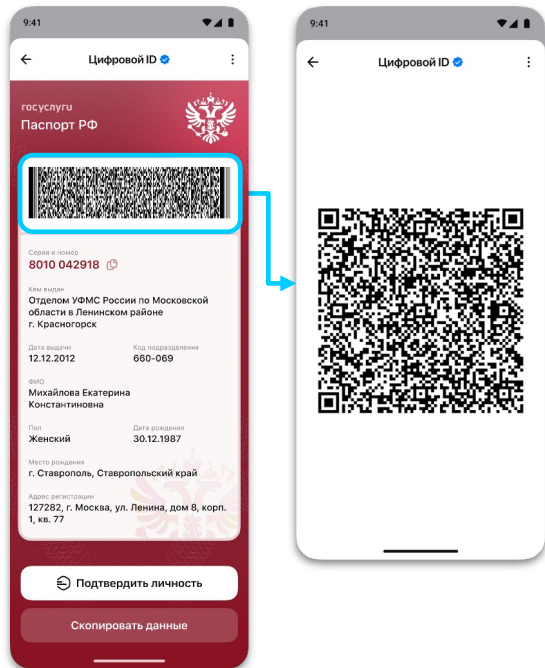 9:41
Цифровой ID
госуслуги
Паспорт РФ
Серия и номер
8010 042918
Кем выдан
Отделом УФМС России по Московской
области в Ленинском районе
г. Красногорск
Дата выдачи
Код подразделения
12.12.2012
660-069
ФИО
Михайлова Екатерина
Константиновна
Пол
Дата рождения
Женский
30.12.1987
Место рождения
г. Ставрополь, Ставропольский край
Адрес регистрации
127282, г. Москва, ул. Ленина, дом 8, корп.
1, кв. 77
Подтвердить личность
Скопировать данные
9:41
Цифровой ID